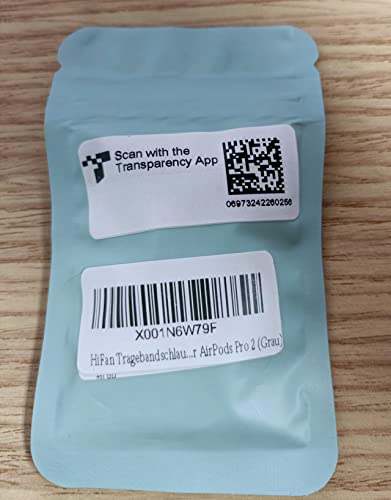 Scan with the
Transparency App
06973242260256
X001N6W79F
HiFan Tragebandschlau...r AirPods Pro 2 (Grau)